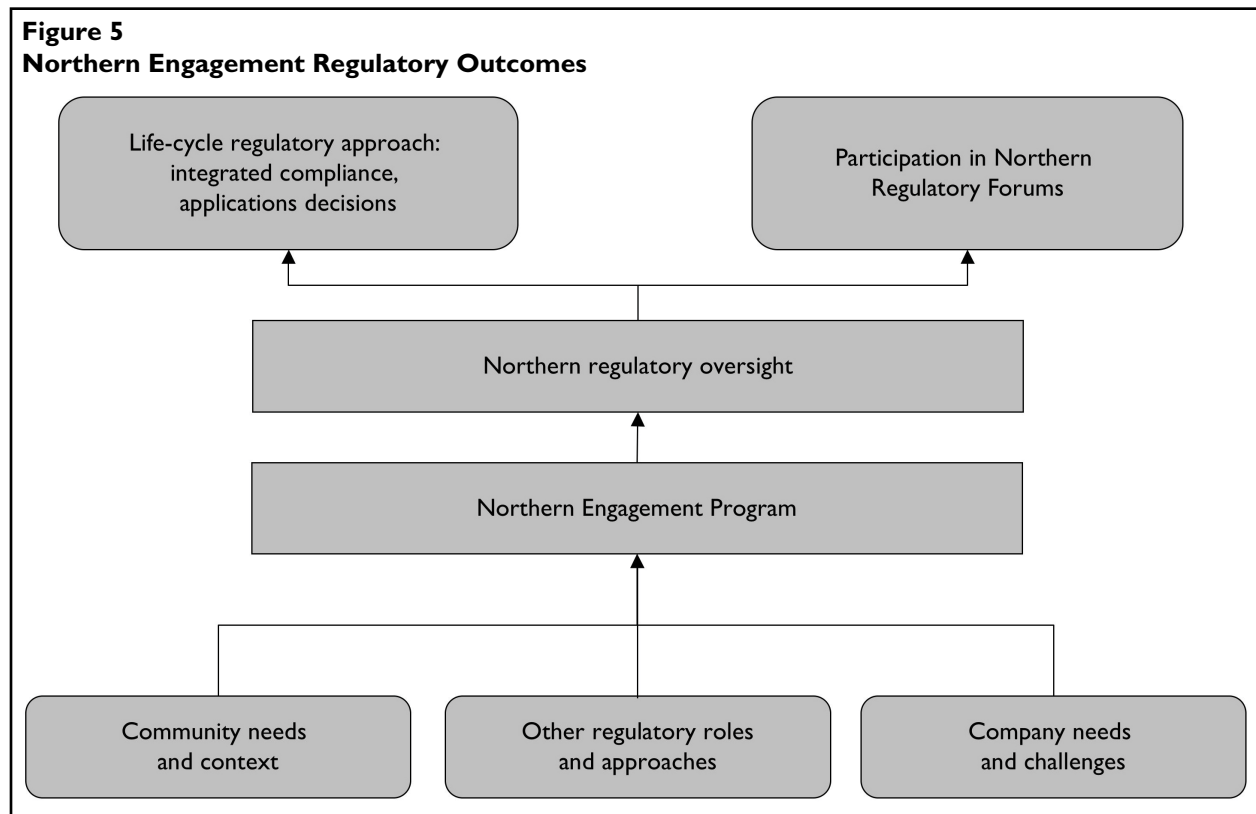 Figure 5
Northern Engagement Regulatory Outcomes
Life-cycle regulatory approach:
integrated compliance,
applications decisions
Participation in Northern
Regulatory Forums
Northern regulatory oversight
Northern Engagement Program
Community needs
and context
Other regulatory roles
and approaches
Company needs
and challenges